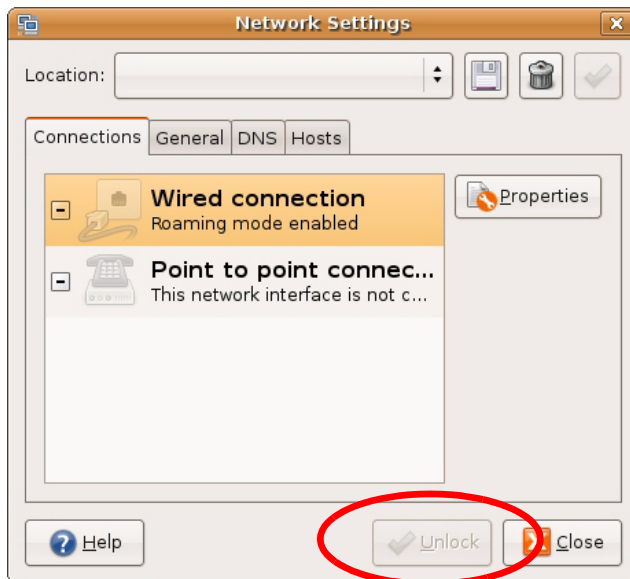 Network Settings
Location:
Connections General DNS Hosts
Wired connection
Roaming mode enabled
Properties
Point to point connec...
This network interface is not c...
Help Unlock Close